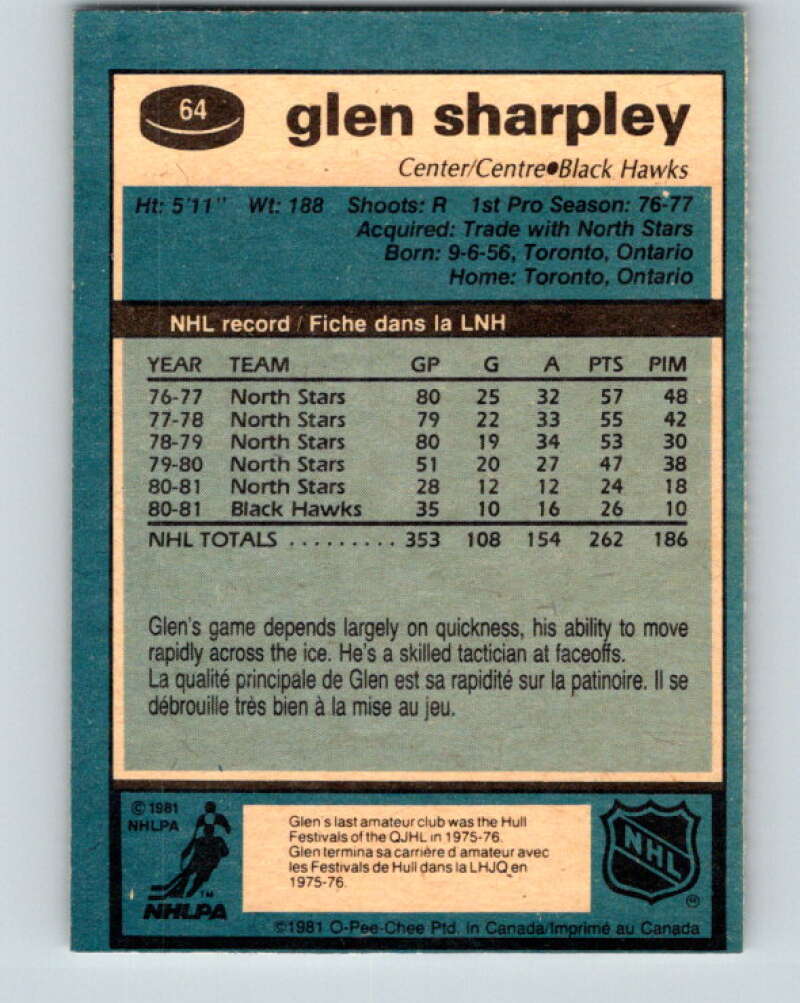 64
glen sharpley
Center/Centre●Black Hawks
Ht: 5'11" Wt: 188 Shoots: R 1st Pro Season: 76-77
Acquired: Trade with North Stars
Born: 9-6-56, Toronto, Ontario
Home: Toronto, Ontario
NHL record / Fiche dans la LNH
YEAR TEAM GP G A PTS PIM
76-77 North Stars 80 25 32 57 48
77-78 North Stars 79 22 33 55 42
78-79 North Stars 80 19 34 53 30
79-80 North Stars 51 20 27 47 38
80-81 North Stars 28 12 12 24 18
80-81 Black Hawks 35 10 16 26 10
NHL TOTALS ......... 353 108 154 262 186
Glen's game depends largely on quickness, his ability to move
rapidly across the ice. He's a skilled tactician at faceoffs.
La qualité principale de Glen est sa rapidité sur la patinoire. Il se
débrouille très bien à la mise au jeu.
© 1981
NHLPA
TM
NHLPA
Glen's last amateur club was the Hull
Festivals of the QJHL in 1975-76.
Glen termina sa carrière d'amateur avec
les Festivals de Hull dans la LHJQ en
1975-76.
NHL
©1981 O-Pee-Chee Ptd. in Canada/Imprimé au Canada